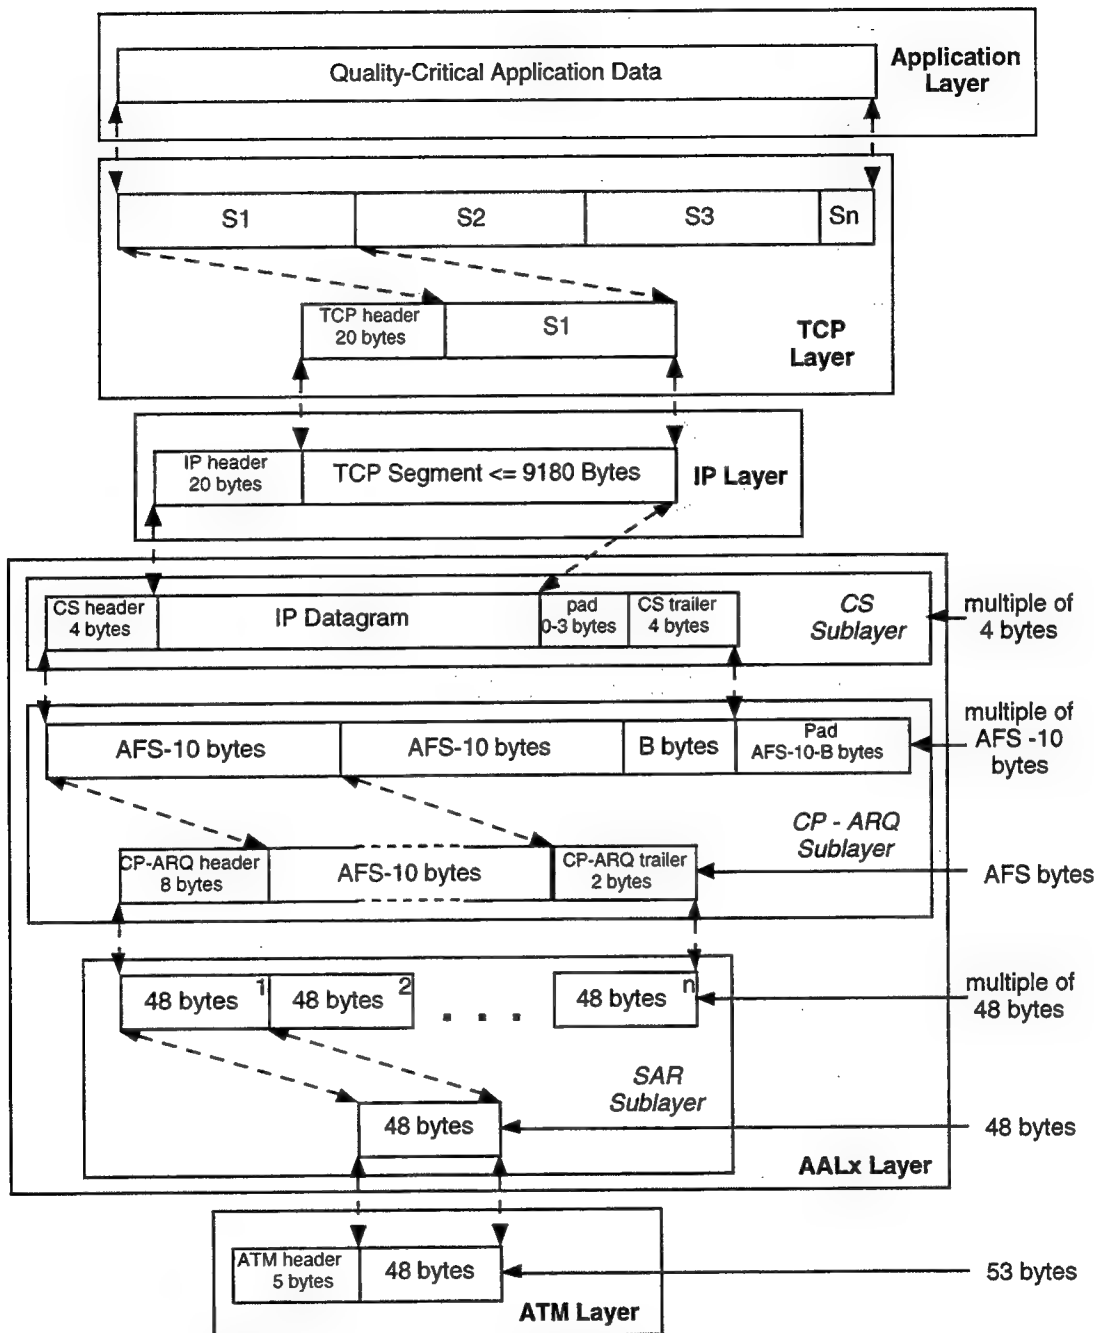 Quality-Critical Application Data
Application
Layer
S1
S2
S3
Sn
TCP header
20 bytes
S1
TCP
Layer
IP header
20 bytes
TCP Segment <= 9180 Bytes
IP Layer
CS header
4 bytes
IP Datagram
pad
0-3 bytes
CS trailer
4 bytes
CS
Sublayer
multiple of
4 bytes
AFS-10 bytes
AFS-10 bytes
B bytes
Pad
AFS-10-B bytes
multiple of
AFS -10
bytes
CP - ARQ
Sublayer
CP-ARQ header
8 bytes
AFS-10 bytes
CP-ARQ trailer
2 bytes
AFS bytes
48 bytes 1
48 bytes 2
. . .
48 bytes n
multiple of
48 bytes
SAR
Sublayer
48 bytes
48 bytes
AALx Layer
ATM header
5 bytes
48 bytes
53 bytes
ATM Layer